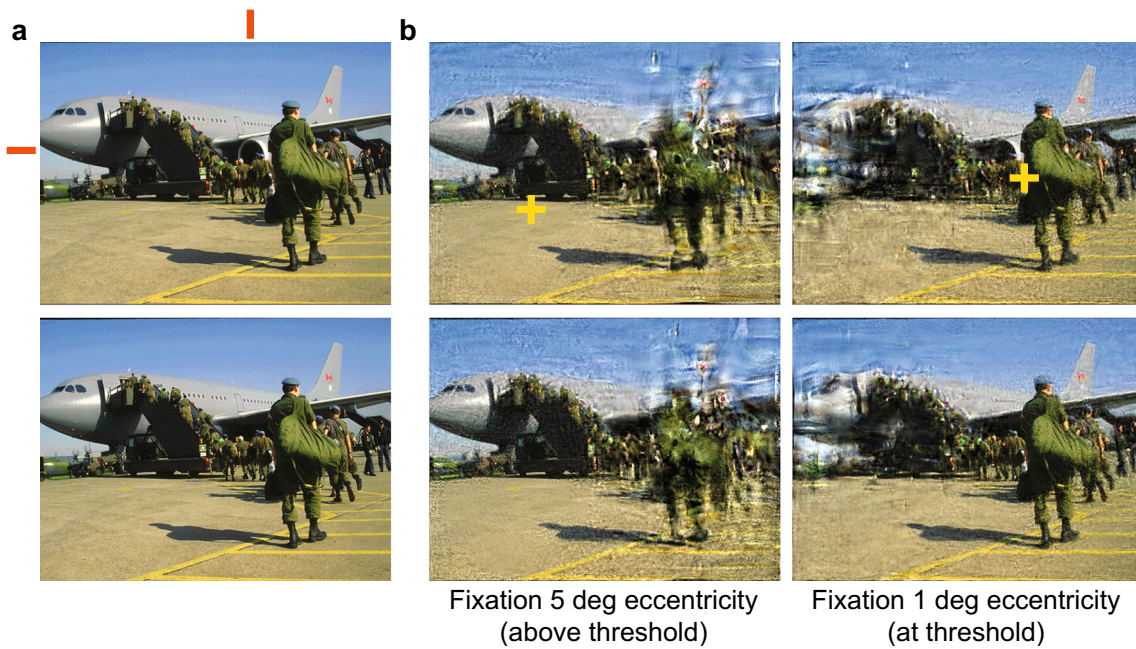 a
b
Fixation 5 deg eccentricity
(above threshold)
Fixation 1 deg eccentricity
(at threshold)